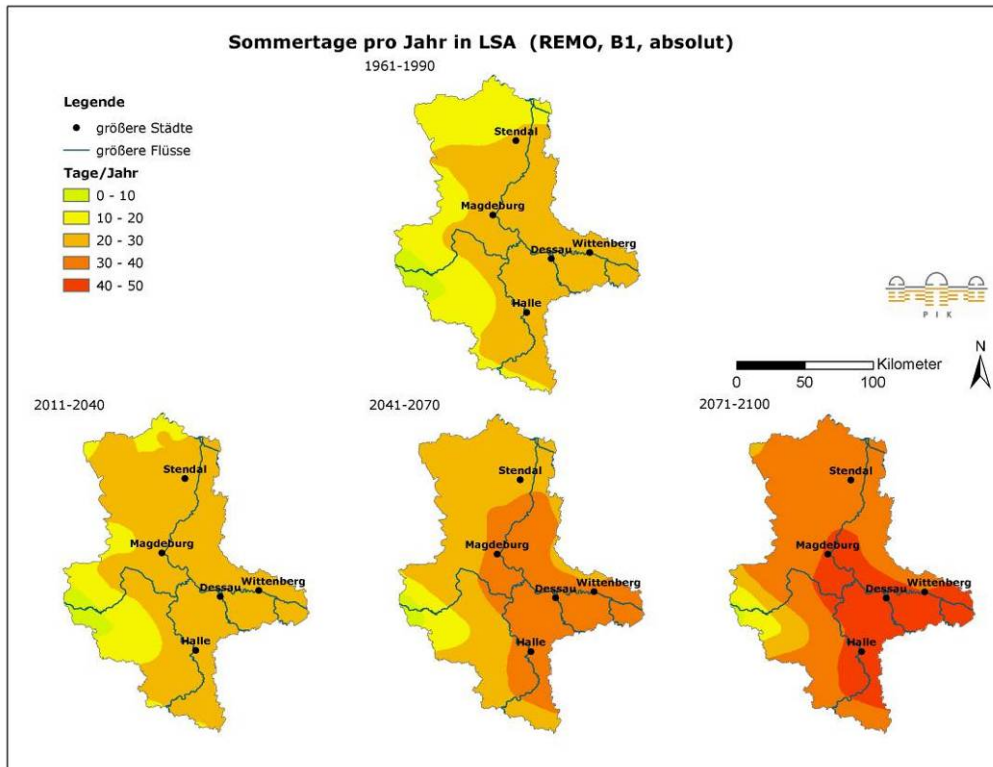 Sommertage pro Jahr in LSA (REMO, B1, absolut)
1961-1990
Legende
größere Städte
größere Flüsse
Tage/Jahr
0 - 10
10 - 20
20 - 30
30 - 40
40 - 50
Stendal
Magdeburg
Dessau
Wittenberg
Halle
P I K
N
Kilometer
0 50 100
2011-2040
Stendal
Magdeburg
Dessau
Wittenberg
Halle
2041-2070
Stendal
Magdeburg
Dessau
Wittenberg
Halle
2071-2100
Stendal
Magdeburg
Dessau
Wittenberg
Halle